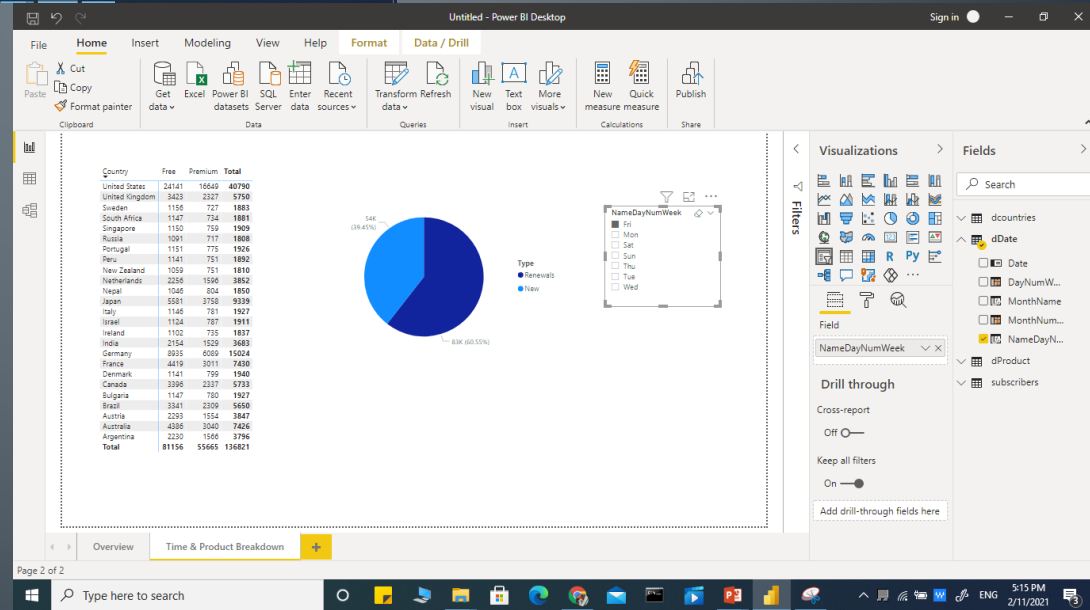 Untitled - Power BI Desktop
Sign in
File Home Insert Modeling View Help Format Data / Drill
Paste
Cut
Copy
Format painter
Clipboard
Get data
Excel
Power BI datasets
SQL Server
Enter data
Recent sources
Data
Transform data
Refresh
Queries
New visual
Text box
More visuals
Insert
New measure
Quick measure
Calculations
Publish
Share
Country Free Premium Total
United States 24141 16649 40790
United Kingdom 3423 2327 5750
Sweden 1156 727 1883
South Africa 1147 734 1881
Singapore 1150 759 1909
Russia 1091 717 1808
Portugal 1151 775 1926
Peru 1141 751 1892
New Zealand 1059 751 1810
Netherlands 2256 1596 3852
Nepal 1046 804 1850
Japan 5581 3758 9339
Italy 1146 781 1927
Israel 1124 787 1911
Ireland 1102 735 1837
India 2154 1529 3683
Germany 8935 6089 15024
France 4419 3011 7430
Denmark 1141 799 1940
Canada 3396 2337 5733
Bulgaria 1147 780 1927
Brazil 3341 2309 5650
Austria 2293 1554 3847
Australia 4386 3040 7426
Argentina 2230 1566 3796
Total 81156 55665 136821
54K
(39.45%)
83K (60.55%)
Type
Renewals
New
NameDayNumWeek
Fri
Mon
Sat
Sun
Thu
Tue
Wed
Filters
Visualizations
R Py
Field
NameDayNumWeek
Drill through
Cross-report
Off
Keep all filters
On
Add drill-through fields here
Fields
Search
dcountries
dDate
Date
DayNumW...
MonthName
MonthNum...
NameDayN...
dProduct
subscribers
Overview Time & Product Breakdown +
Page 2 of 2
Type here to search
ENG
5:15 PM
2/11/2021
3